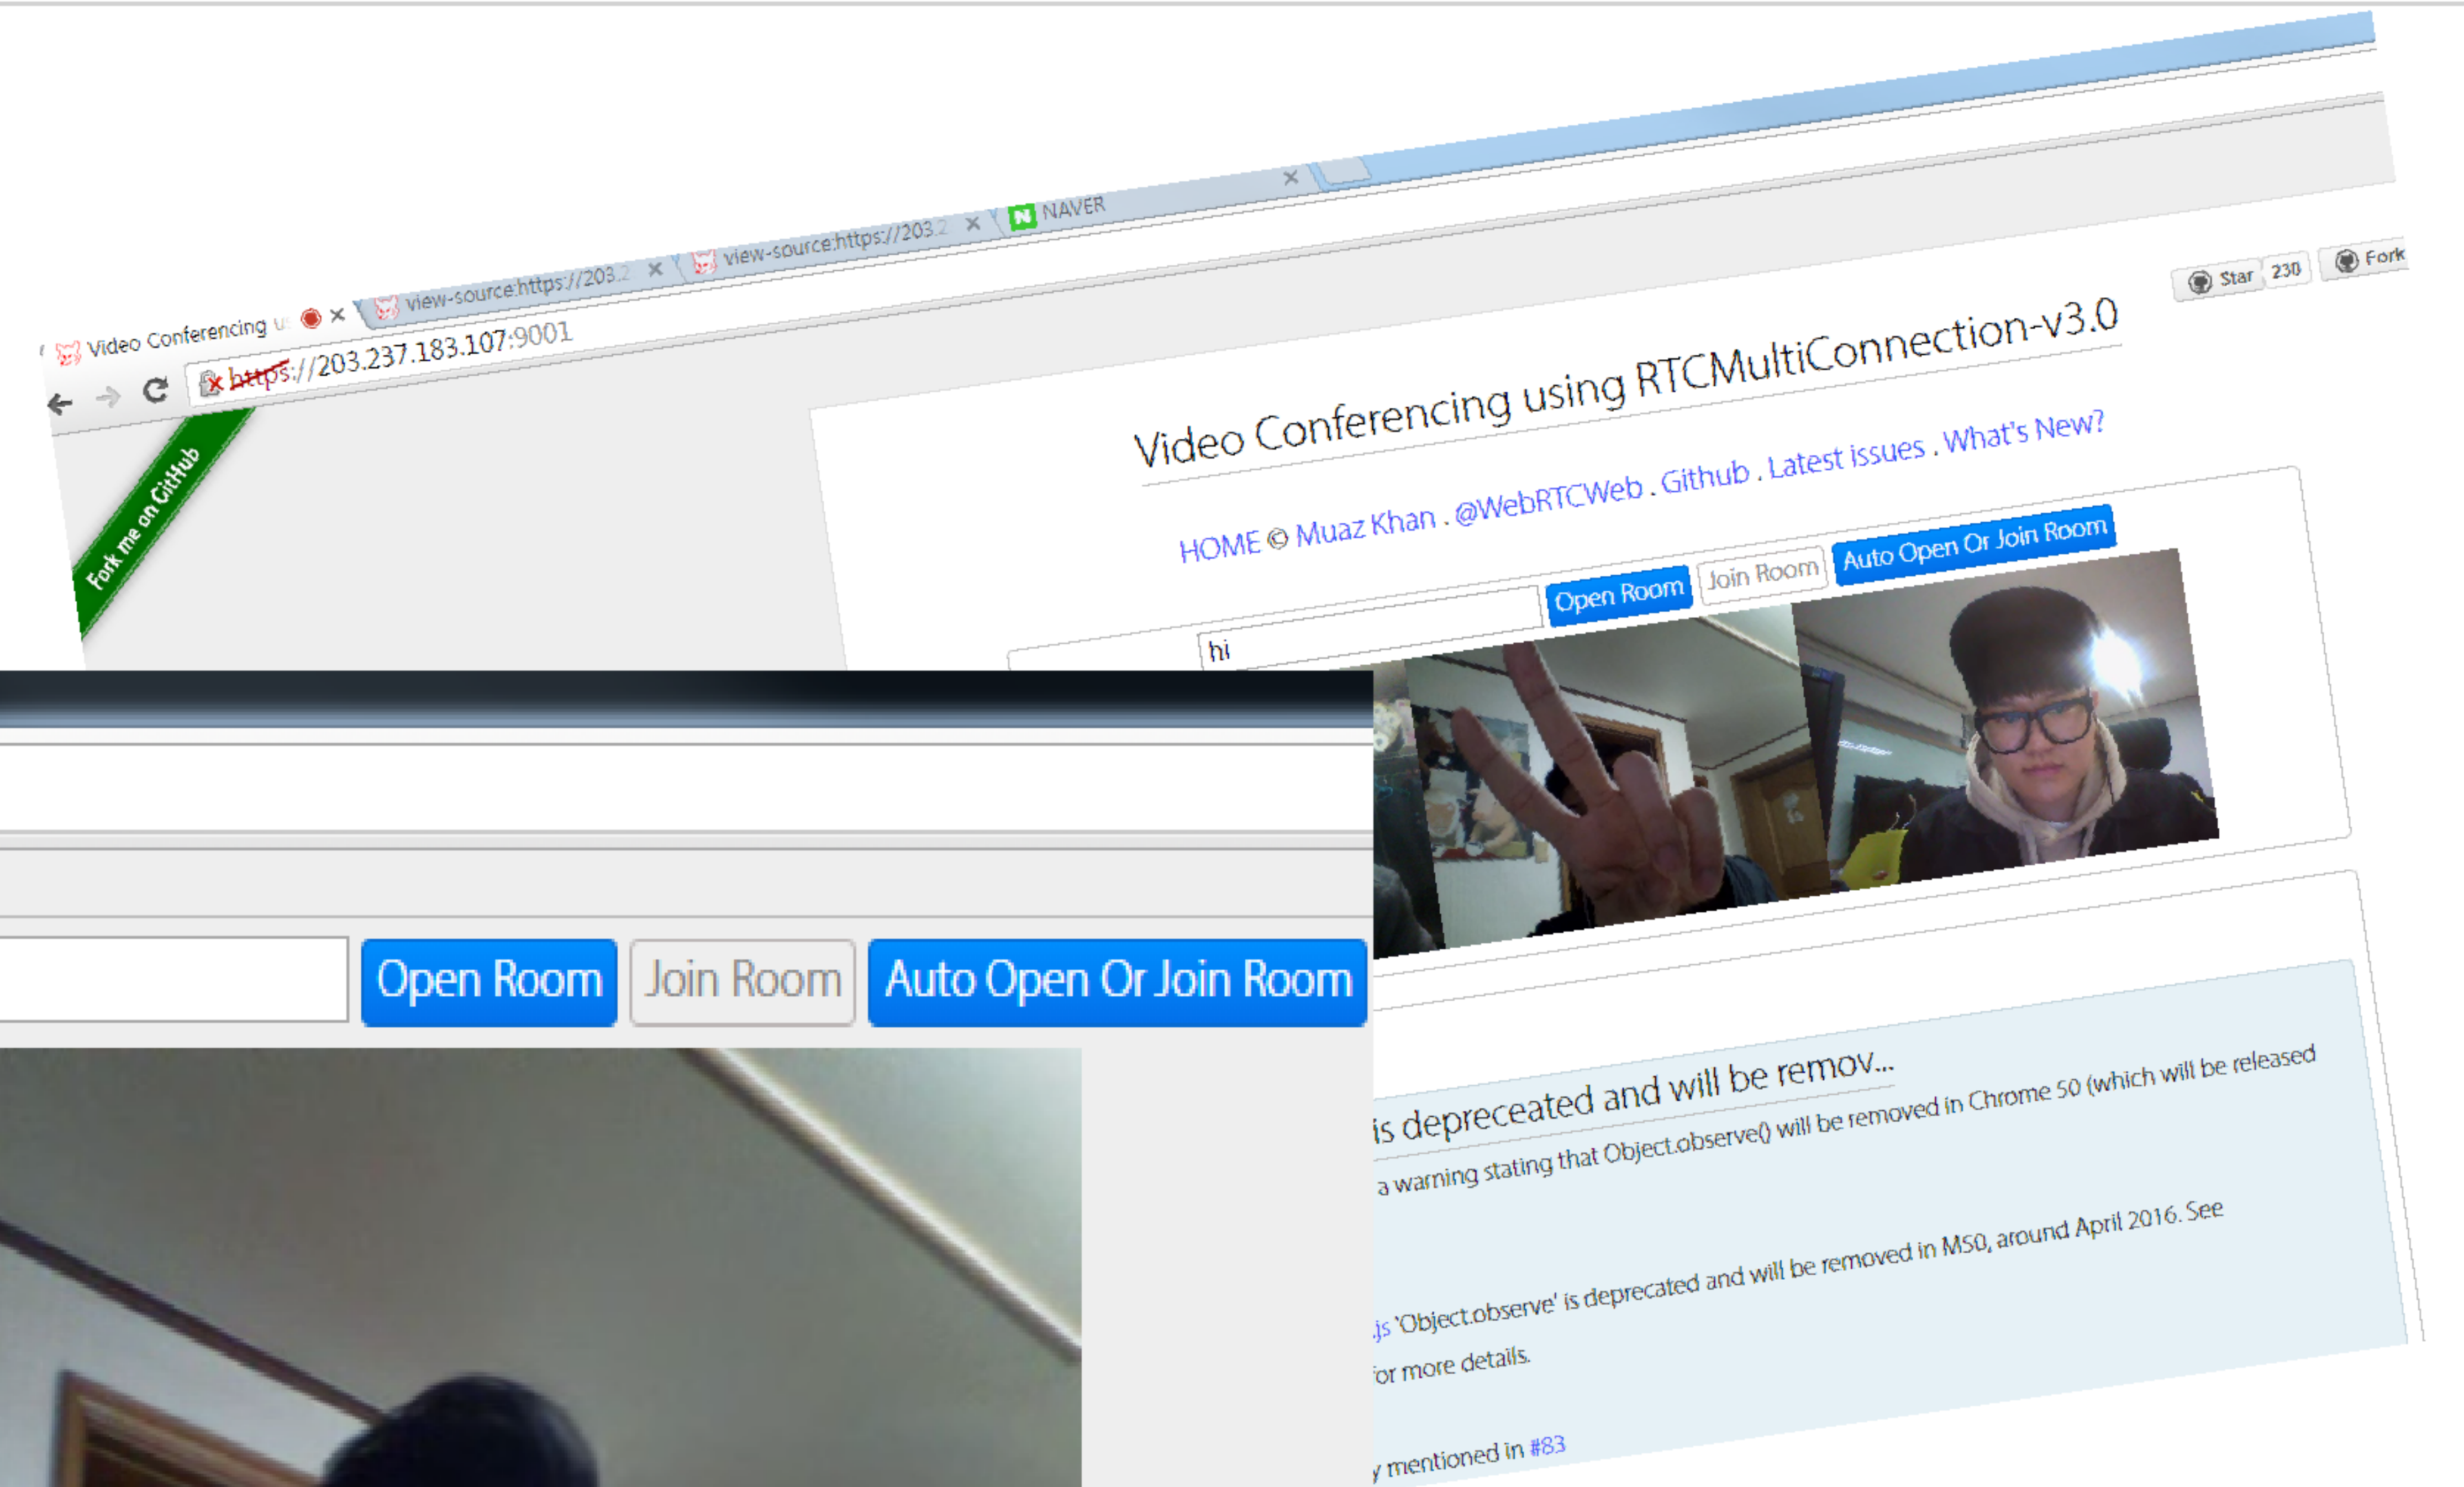 Video Conferencing u
view-source:https://203.2
view-source:https://203.2
NAVER
https://203.237.183.107:9001
Star 230 Fork
Fork me on GitHub
Video Conferencing using RTCMultiConnection-v3.0
HOME © Muaz Khan . @WebRTCWeb . Github . Latest issues . What's New?
hi Open Room Join Room Auto Open Or Join Room
Open Room Join Room Auto Open Or Join Room
is depreceated and will be remov...
a warning stating that Object.observe() will be removed in Chrome 50 (which will be released
.js 'Object.observe' is deprecated and will be removed in M50, around April 2016. See
for more details.
y mentioned in #83